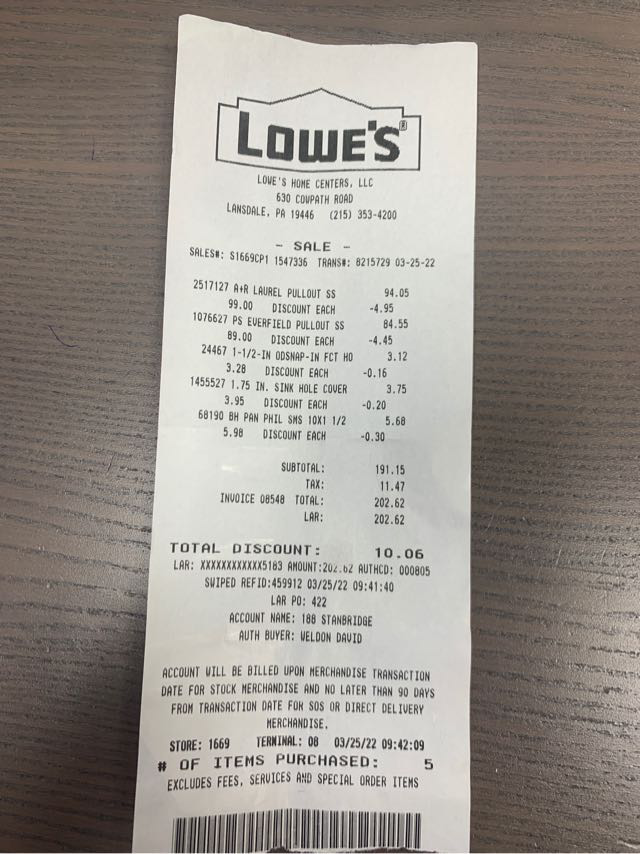 LOWE'S
LOWE'S HOME CENTERS, LLC
630 COWPATH ROAD
LANSDALE, PA 19446 (215) 353-4200
- SALE -
SALES#: S1669CP1 1547336 TRANS#: 8215729 03-25-22
2517127 A+R LAUREL PULLOUT SS 94.05
99.00 DISCOUNT EACH -4.95
1076627 PS EVERFIELD PULLOUT SS 84.55
89.00 DISCOUNT EACH -4.45
24467 1-1/2-IN ODSNAP-IN FCT HO 3.12
3.28 DISCOUNT EACH -0.16
1455527 1.75 IN. SINK HOLE COVER 3.75
3.95 DISCOUNT EACH -0.20
68190 BH PAN PHIL SMS 10X1 1/2 5.68
5.98 DISCOUNT EACH -0.30
SUBTOTAL: 191.15
TAX: 11.47
INVOICE 08548 TOTAL: 202.62
LAR: 202.62
TOTAL DISCOUNT: 10.06
LAR: XXXXXXXXXXXX5183 AMOUNT:202.62 AUTHCD: 000805
SWIPED REFID:459912 03/25/22 09:41:40
LAR PO: 422
ACCOUNT NAME: 188 STANBRIDGE
AUTH BUYER: WELDON DAVID
ACCOUNT WILL BE BILLED UPON MERCHANDISE TRANSACTION
DATE FOR STOCK MERCHANDISE AND NO LATER THAN 90 DAYS
FROM TRANSACTION DATE FOR SOS OR DIRECT DELIVERY
MERCHANDISE.
STORE: 1669 TERMINAL: 08 03/25/22 09:42:09
# OF ITEMS PURCHASED: 5
EXCLUDES FEES, SERVICES AND SPECIAL ORDER ITEMS